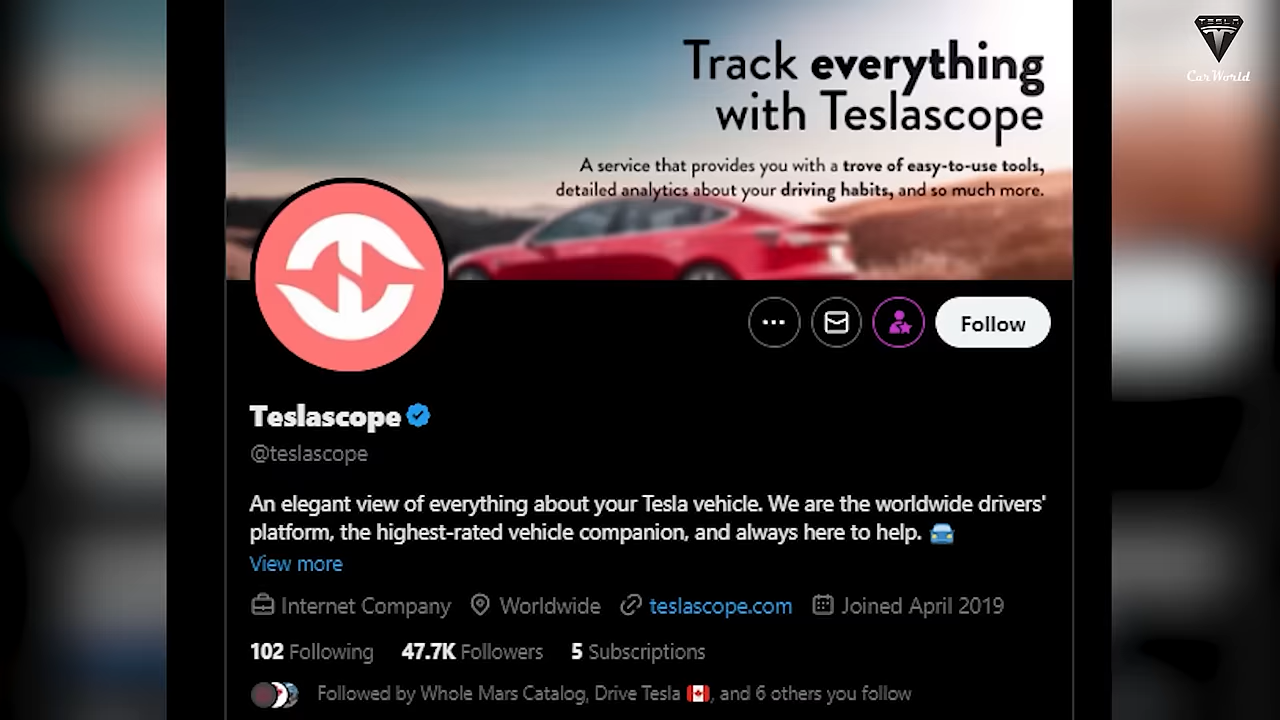 TESLA
CarWorld
Track everything
with Teslascope
A service that provides you with a trove of easy-to-use tools,
detailed analytics about your driving habits, and so much more.
Follow
Teslascope
@teslascope
An elegant view of everything about your Tesla vehicle. We are the worldwide drivers'
platform, the highest-rated vehicle companion, and always here to help. 🚘
View more
Internet Company Worldwide teslascope.com Joined April 2019
102 Following 47.7K Followers 5 Subscriptions
Followed by Whole Mars Catalog, Drive Tesla 🇨🇦, and 6 others you follow